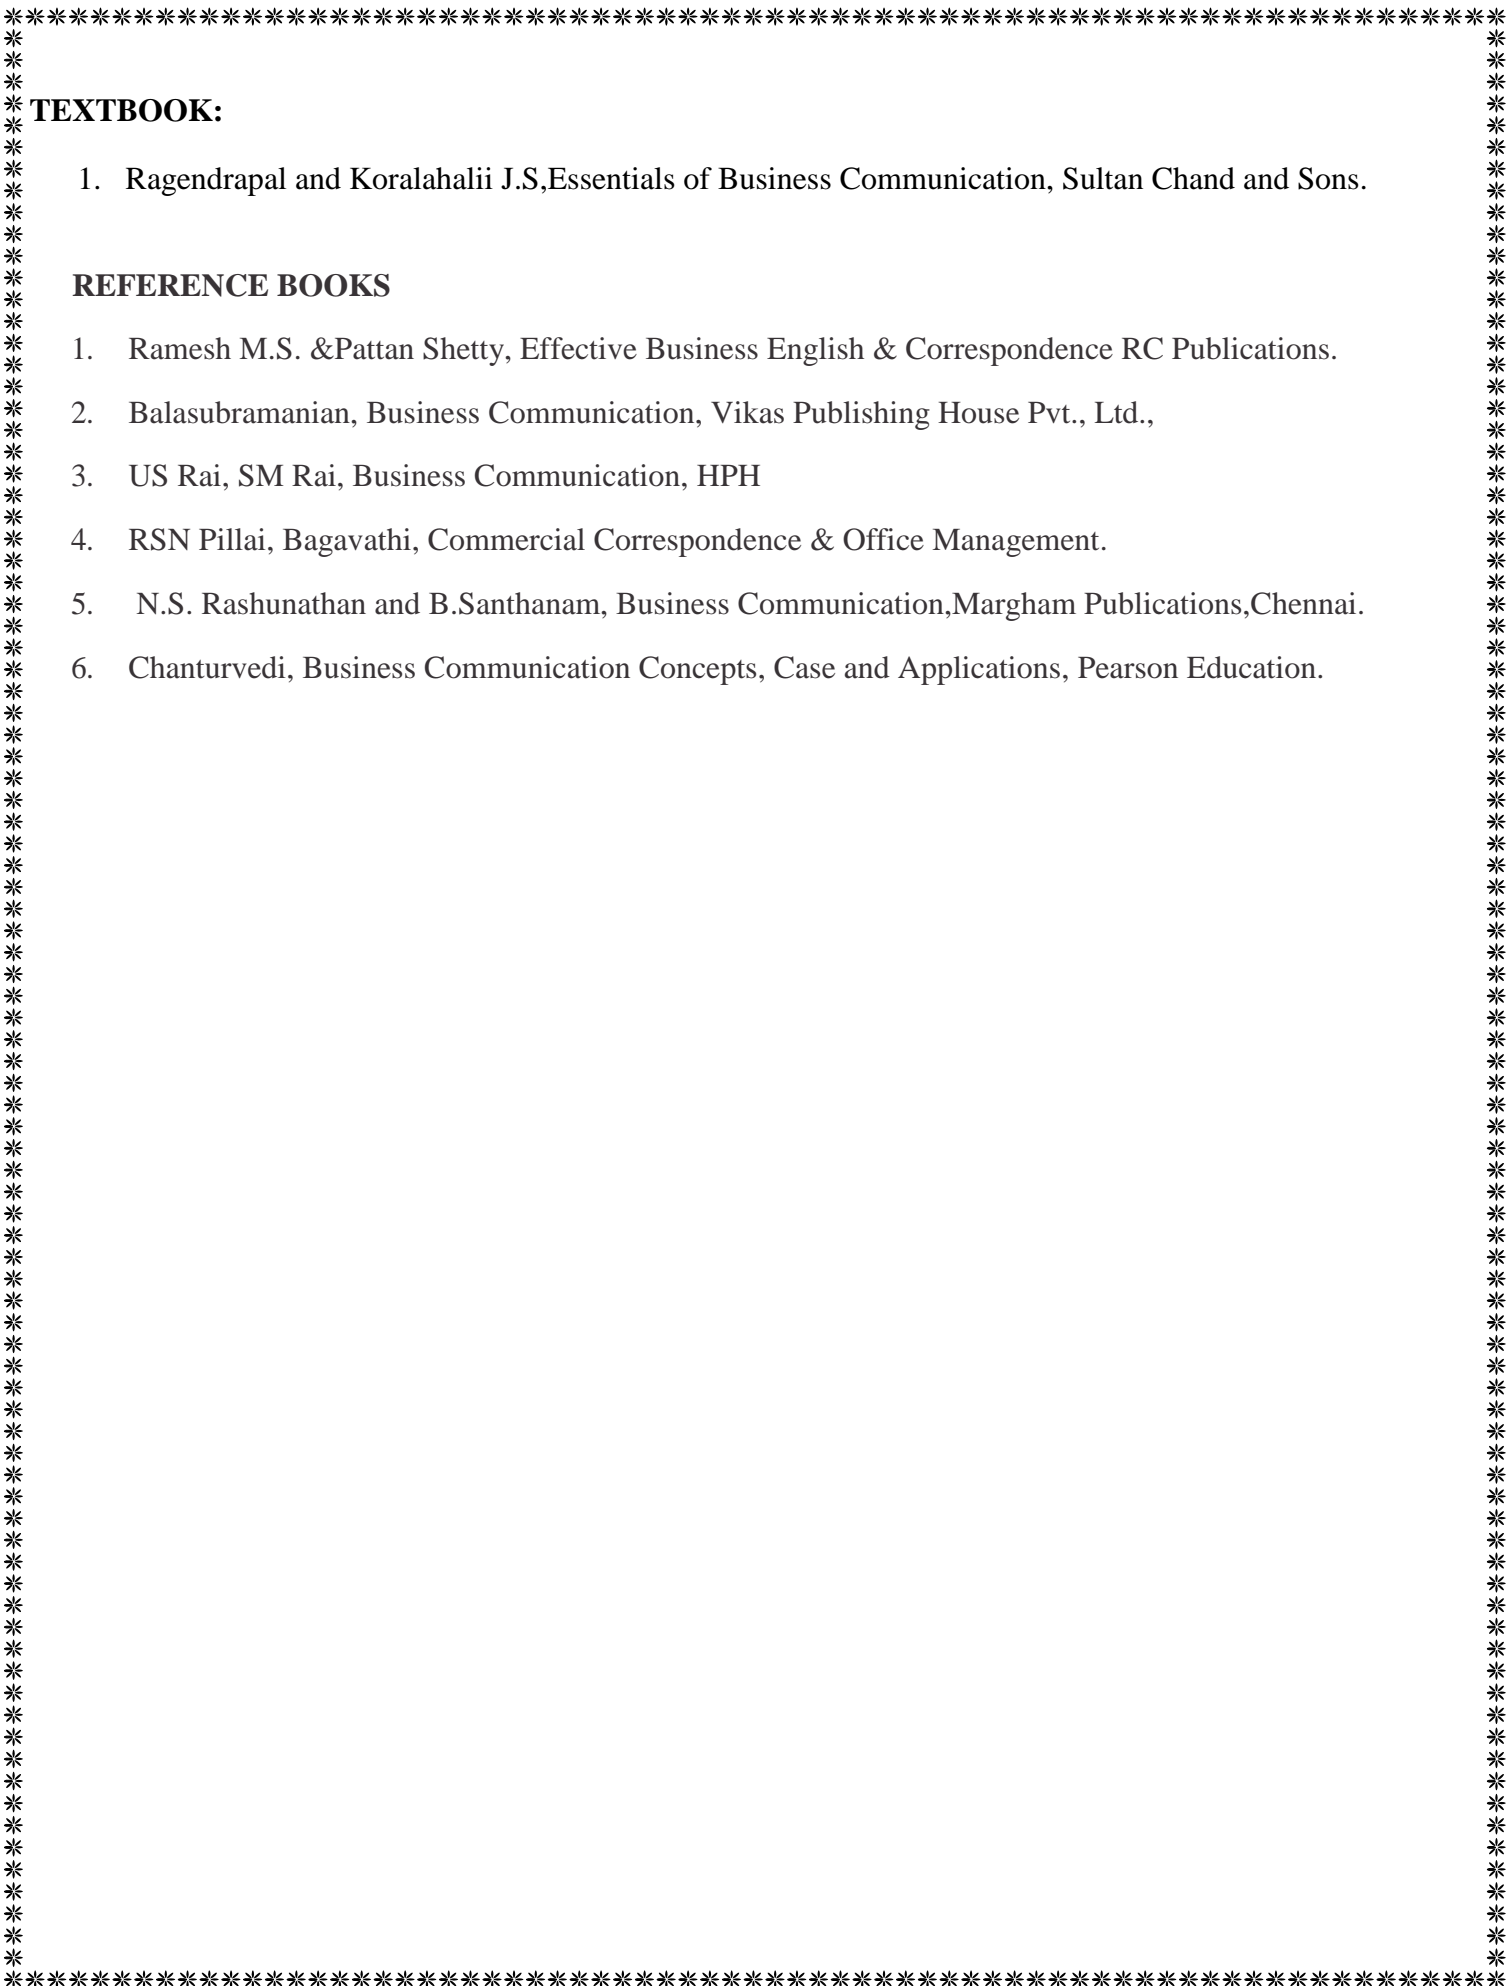 TEXTBOOK:
1. Ragendrapal and Koralahalii J.S,Essentials of Business Communication, Sultan Chand and Sons.
REFERENCE BOOKS
1. Ramesh M.S. &Pattan Shetty, Effective Business English & Correspondence RC Publications.
2. Balasubramanian, Business Communication, Vikas Publishing House Pvt., Ltd.,
3. US Rai, SM Rai, Business Communication, HPH
4. RSN Pillai, Bagavathi, Commercial Correspondence & Office Management.
5. N.S. Rashunathan and B.Santhanam, Business Communication,Margham Publications,Chennai.
6. Chanturvedi, Business Communication Concepts, Case and Applications, Pearson Education.